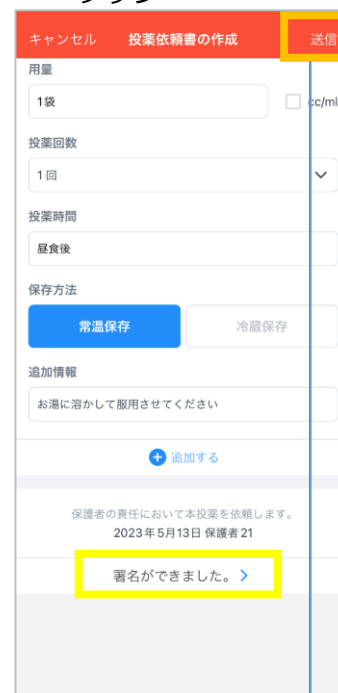 キャンセル 投薬依頼書の作成 送信
用量
1袋 cc/ml
投薬回数
1回
投薬時間
昼食後
保存方法
常温保存 冷蔵保存
追加情報
お湯に溶かして服用させてください
追加する
保護者の責任において本投薬を依頼します。
2023年5月13日 保護者21
署名ができました。